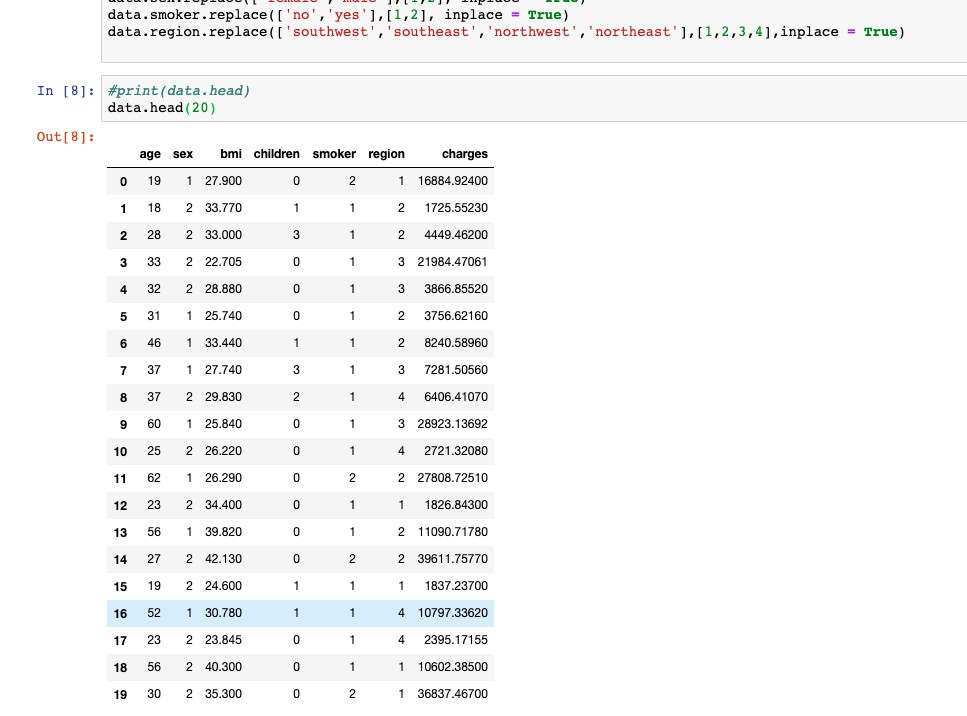 data.smoker.replace(['no','yes'],[1,2], inplace = True)
data.region.replace(['southwest','southeast','northwest','northeast'],[1,2,3,4],inplace = True)
In [8]: #print(data.head)
data.head(20)
Out[8]:
age sex bmi children smoker region charges
0 19 1 27.900 0 2 1 16884.92400
1 18 2 33.770 1 1 2 1725.55230
2 28 2 33.000 3 1 2 4449.46200
3 33 2 22.705 0 1 3 21984.47061
4 32 2 28.880 0 1 3 3866.85520
5 31 1 25.740 0 1 2 3756.62160
6 46 1 33.440 1 1 2 8240.58960
7 37 1 27.740 3 1 3 7281.50560
8 37 2 29.830 2 1 4 6406.41070
9 60 1 25.840 0 1 3 28923.13692
10 25 2 26.220 0 1 4 2721.32080
11 62 1 26.290 0 2 2 27808.72510
12 23 2 34.400 0 1 1 1826.84300
13 56 1 39.820 0 1 2 11090.71780
14 27 2 42.130 0 2 2 39611.75770
15 19 2 24.600 1 1 1 1837.23700
16 52 1 30.780 1 1 4 10797.33620
17 23 2 23.845 0 1 4 2395.17155
18 56 2 40.300 0 1 1 10602.38500
19 30 2 35.300 0 2 1 36837.46700